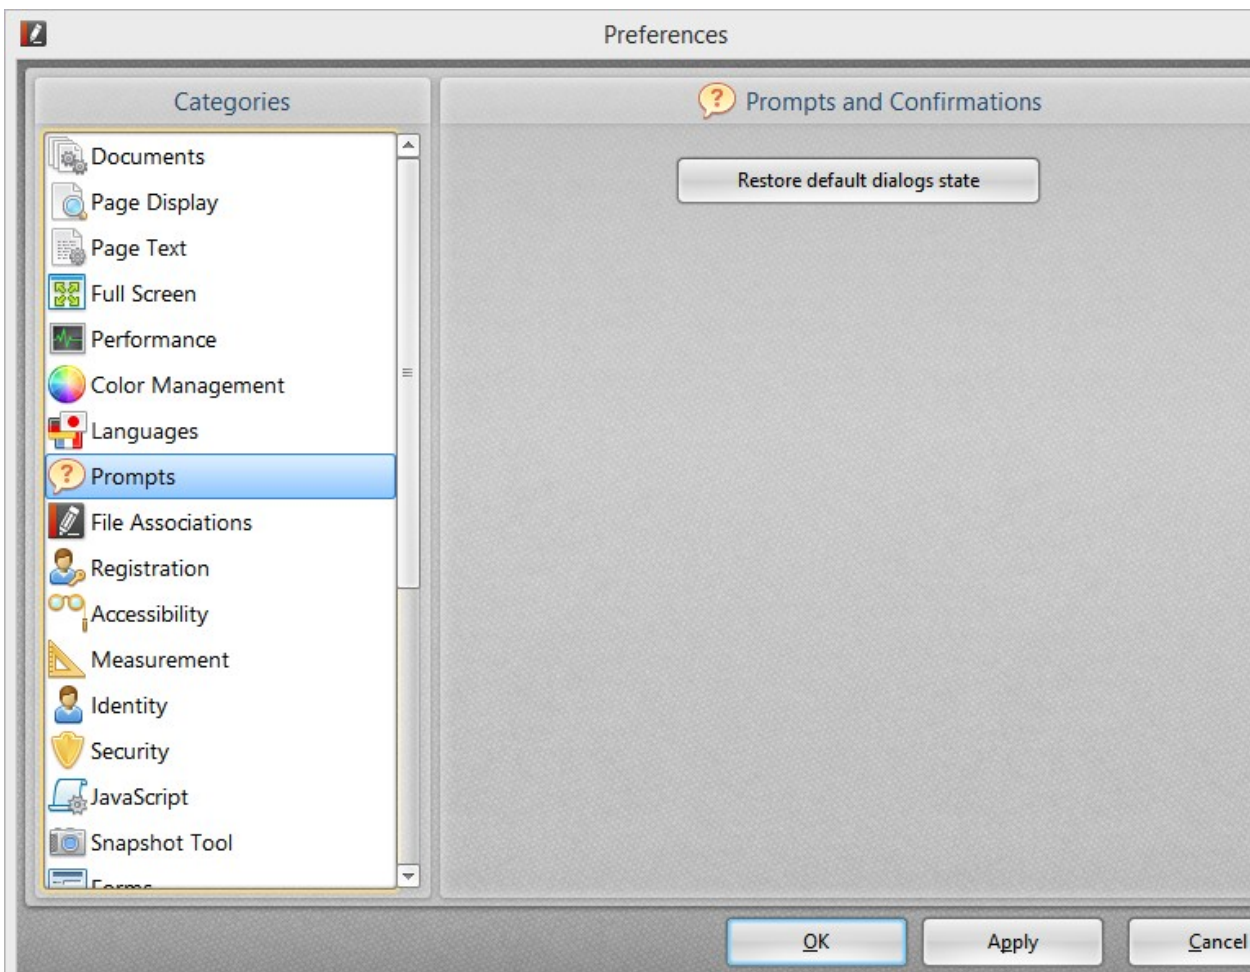 Preferences
Categories
Documents
Page Display
Page Text
Full Screen
Performance
Color Management
Languages
Prompts
File Associations
Registration
Accessibility
Measurement
Identity
Security
JavaScript
Snapshot Tool
Forms
Prompts and Confirmations
Restore default dialogs state
OK
Apply
Cancel